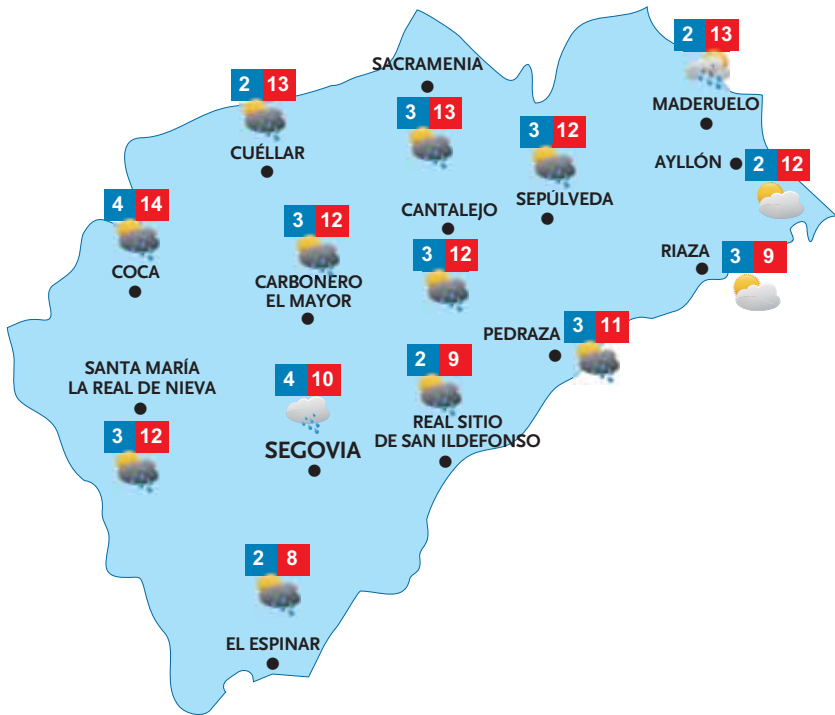 2 13
MADERUELO
SACRAMENIA
3 13
2 13
CUÉLLAR
3 12
SEPÚLVEDA
AYLLÓN
2 12
4 14
COCA
3 12
CARBONERO
EL MAYOR
CANTALEJO
3 12
RIAZA
3 9
PEDRAZA
3 11
SANTA MARÍA
LA REAL DE NIEVA
3 12
4 10
SEGOVIA
2 9
REAL SITIO
DE SAN ILDEFONSO
2 8
EL ESPINAR